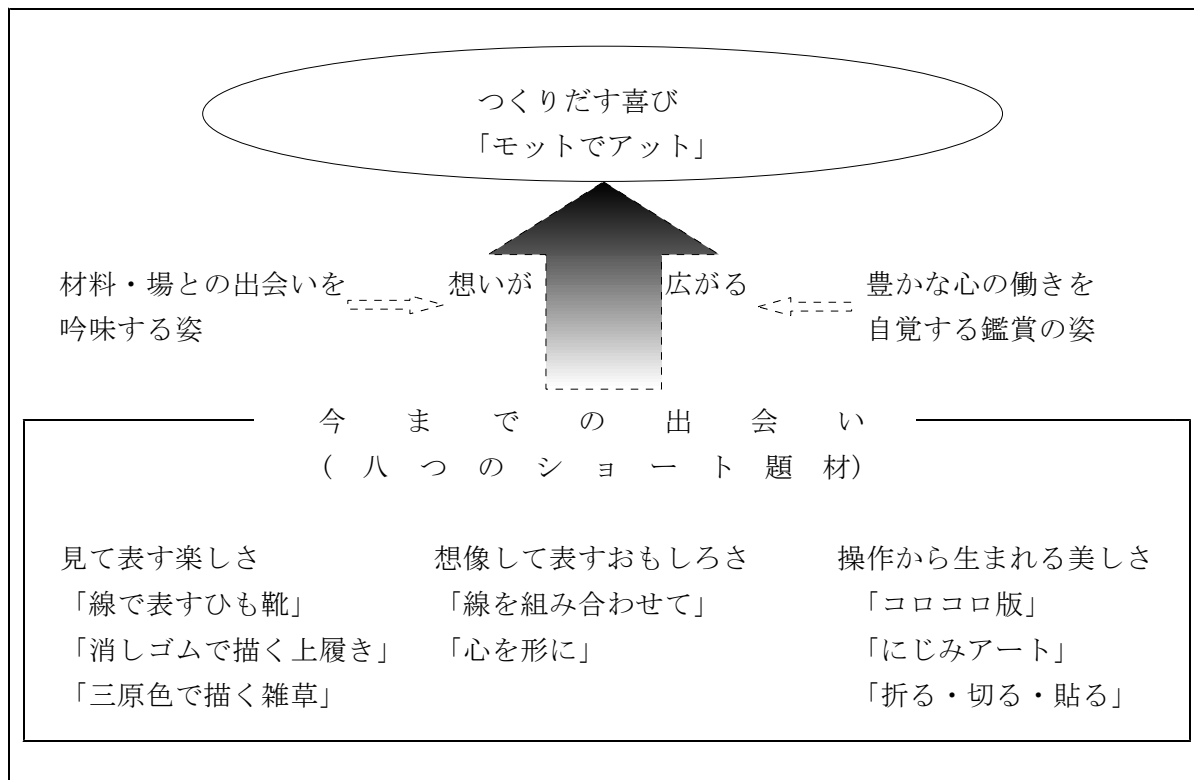 つくりだす喜び
「モットでアット」
材料・場との出会いを
吟味する姿
想いが
広がる
豊かな心の働きを
自覚する鑑賞の姿
今までの出会い
(八つのショート題材)
見て表す楽しさ
「線で表すひも靴」
「消しゴムで描く上履き」
「三原色で描く雑草」
想像して表すおもしろさ
「線を組み合わせて」
「心を形に」
操作から生まれる美しさ
「コロコロ版」
「にじみアート」
「折る・切る・貼る」